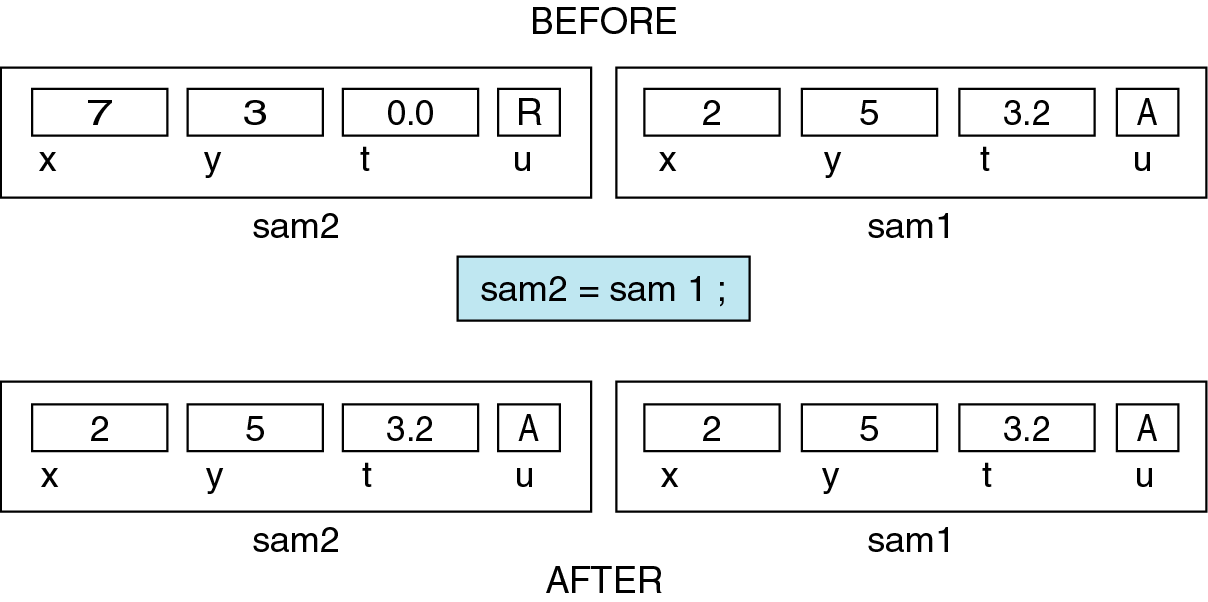 BEFORE
7 3 0.0 R 2 5 3.2 A
x y t u x y t u
sam2 sam1
sam2 = sam 1 ;
2 5 3.2 A 2 5 3.2 A
x y t u x y t u
sam2 sam1
AFTER